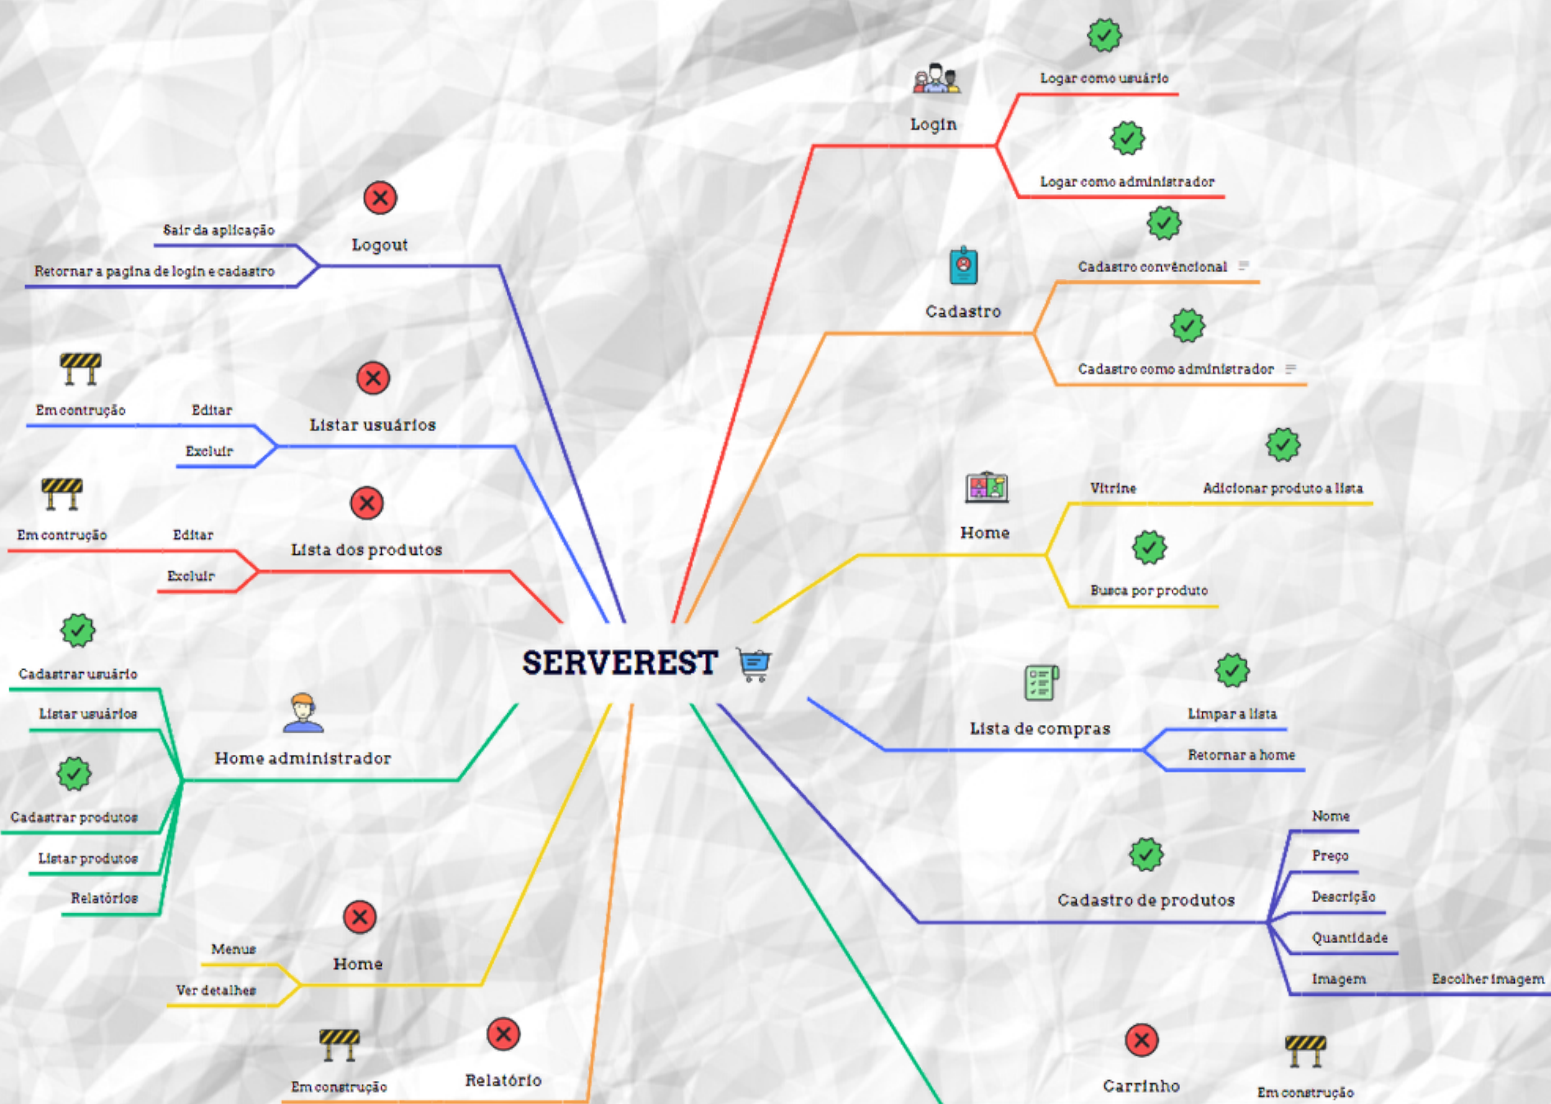 SERVEREST
Login
Logar como usuário
Logar como administrador
Cadastro
Cadastro convêncional
Cadastro como administrador
Home
Vitrine
Adicionar produto a lista
Busca por produto
Lista de compras
Limpar a lista
Retornar a home
Cadastro de produtos
Nome
Preço
Descrição
Quantidade
Imagem
Escolher imagem
Carrinho
Em construção
Logout
Sair da aplicação
Retornar a pagina de login e cadastro
Listar usuários
Editar
Em contrução
Excluir
Lista dos produtos
Editar
Em contrução
Excluir
Home administrador
Cadastrar usuário
Listar usuários
Cadastrar produtos
Listar produtos
Relatórios
Home
Menus
Ver detalhes
Relatório
Em construção